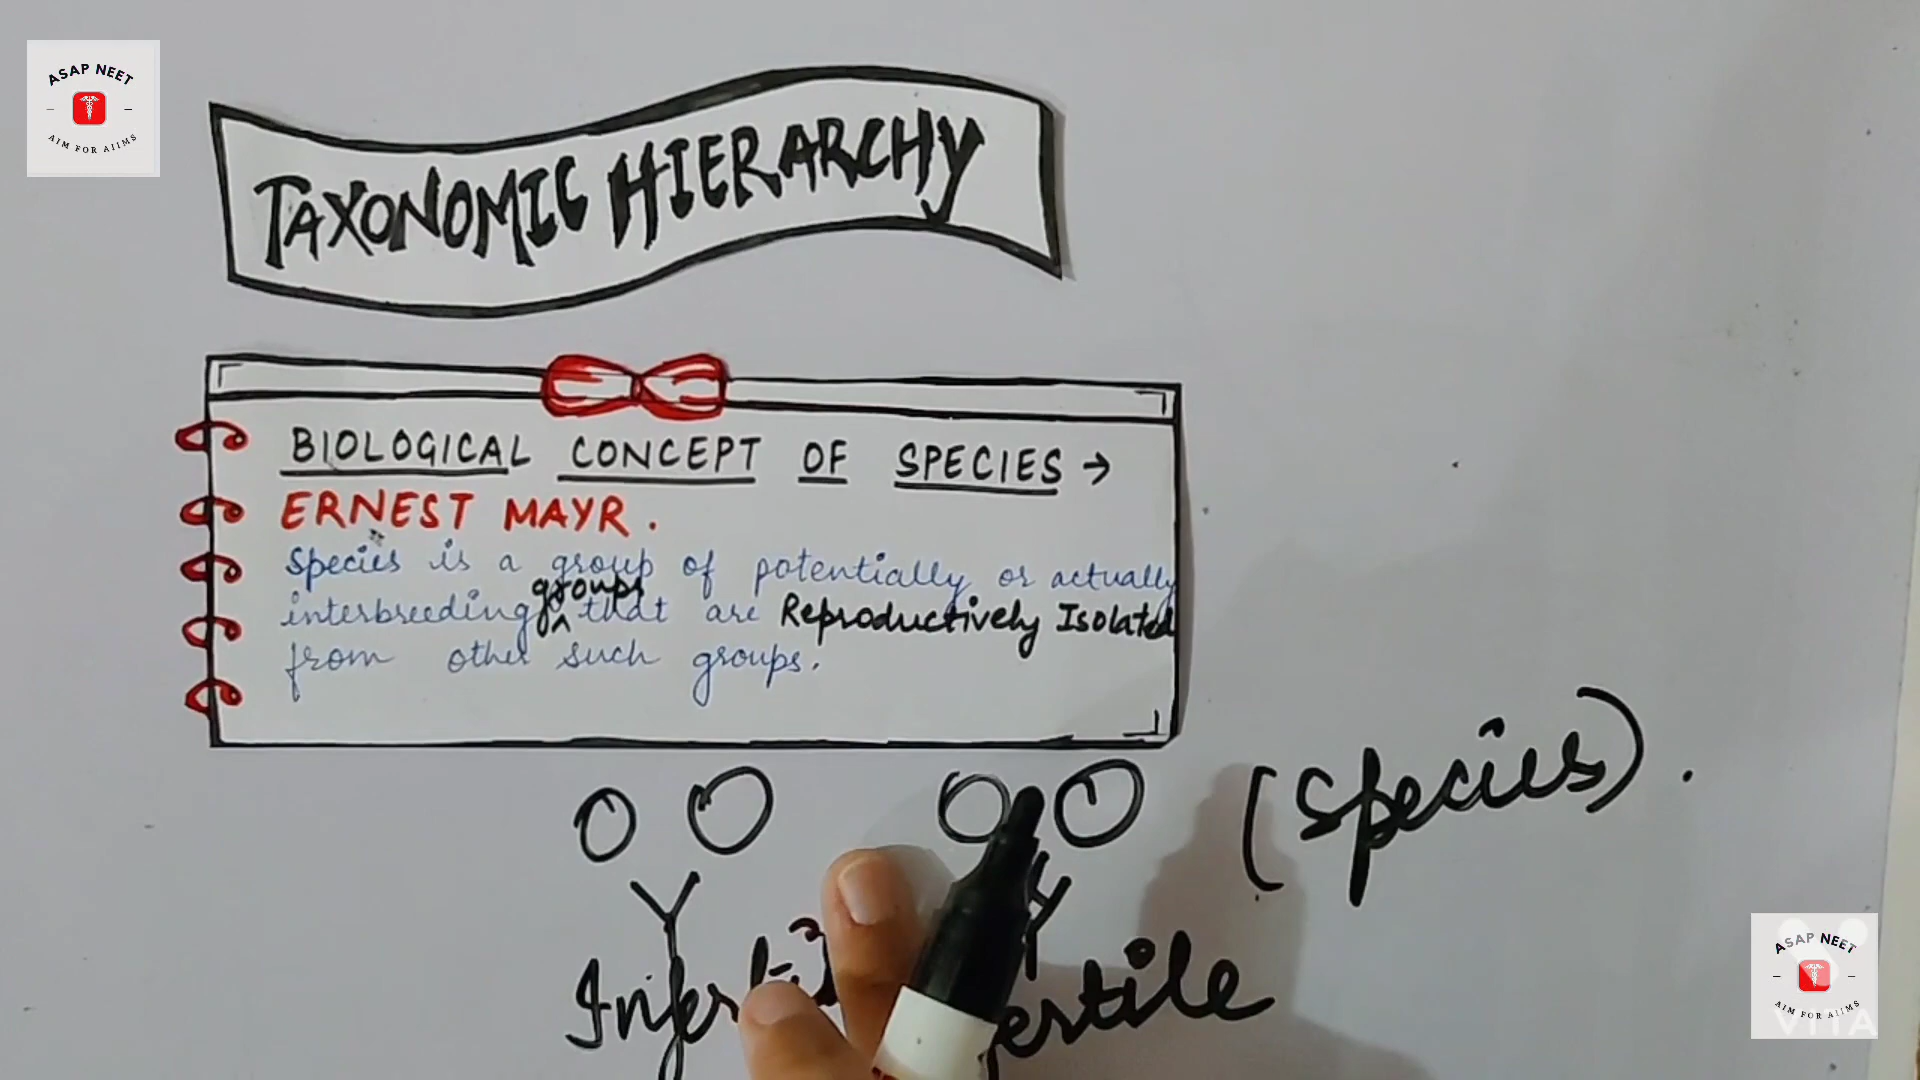 ASAP NEET
AIM FOR AIIMS
TAXONOMIC HIERARCHY
BIOLOGICAL CONCEPT OF SPECIES →
ERNEST MAYR.
Species is a group of potentially or actually
interbreeding groups that are Reproductively Isolated
from other such groups.
(Species).
ASAP NEET
AIM FOR AIIMS
VITA